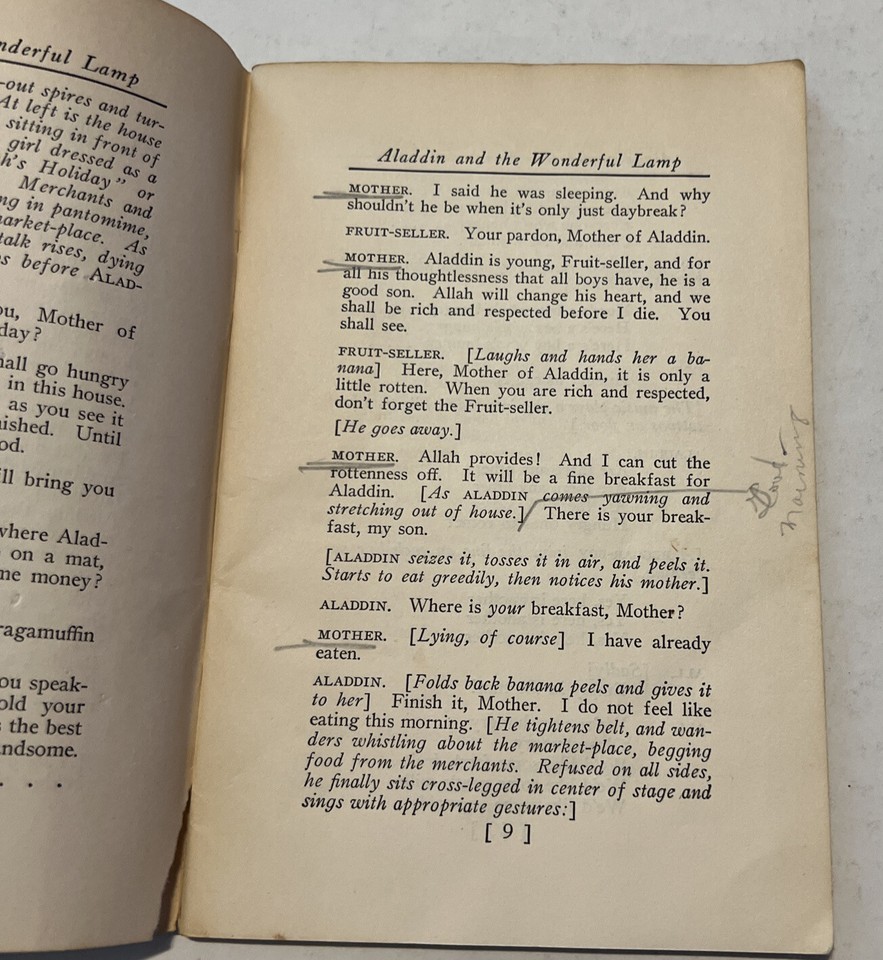 nderful Lamp
-out spires and tur-
At left is the house
sitting in front of
girl dressed as a
h's Holiday" or
Merchants and
ng in pantomime,
arket-place. As
talk rises, dying
s before ALAD-
ou, Mother of
day?
hall go hungry
in this house.
as you see it
ished. Until
od.
ll bring you
where Alad-
on a mat,
me money?
ragamuffin
ou speak-
old your
s the best
ndsome.
. . .
Aladdin and the Wonderful Lamp
MOTHER. I said he was sleeping. And why
shouldn't he be when it's only just daybreak?
FRUIT-SELLER. Your pardon, Mother of Aladdin.
MOTHER. Aladdin is young, Fruit-seller, and for
all his thoughtlessness that all boys have, he is a
good son. Allah will change his heart, and we
shall be rich and respected before I die. You
shall see.
FRUIT-SELLER. [Laughs and hands her a ba-
nana] Here, Mother of Aladdin, it is only a
little rotten. When you are rich and respected,
don't forget the Fruit-seller.
[He goes away.]
MOTHER. Allah provides! And I can cut the
rottenness off. It will be a fine breakfast for
Aladdin. [As ALADDIN comes yawning and
stretching out of house.] There is your break-
fast, my son.
[ALADDIN seizes it, tosses it in air, and peels it.
Starts to eat greedily, then notices his mother.]
ALADDIN. Where is your breakfast, Mother?
MOTHER. [Lying, of course] I have already
eaten.
ALADDIN. [Folds back banana peels and gives it
to her] Finish it, Mother. I do not feel like
eating this morning. [He tightens belt, and wan-
ders whistling about the market-place, begging
food from the merchants. Refused on all sides,
he finally sits cross-legged in center of stage and
sings with appropriate gestures:]
[ 9 ]
Good
Morning